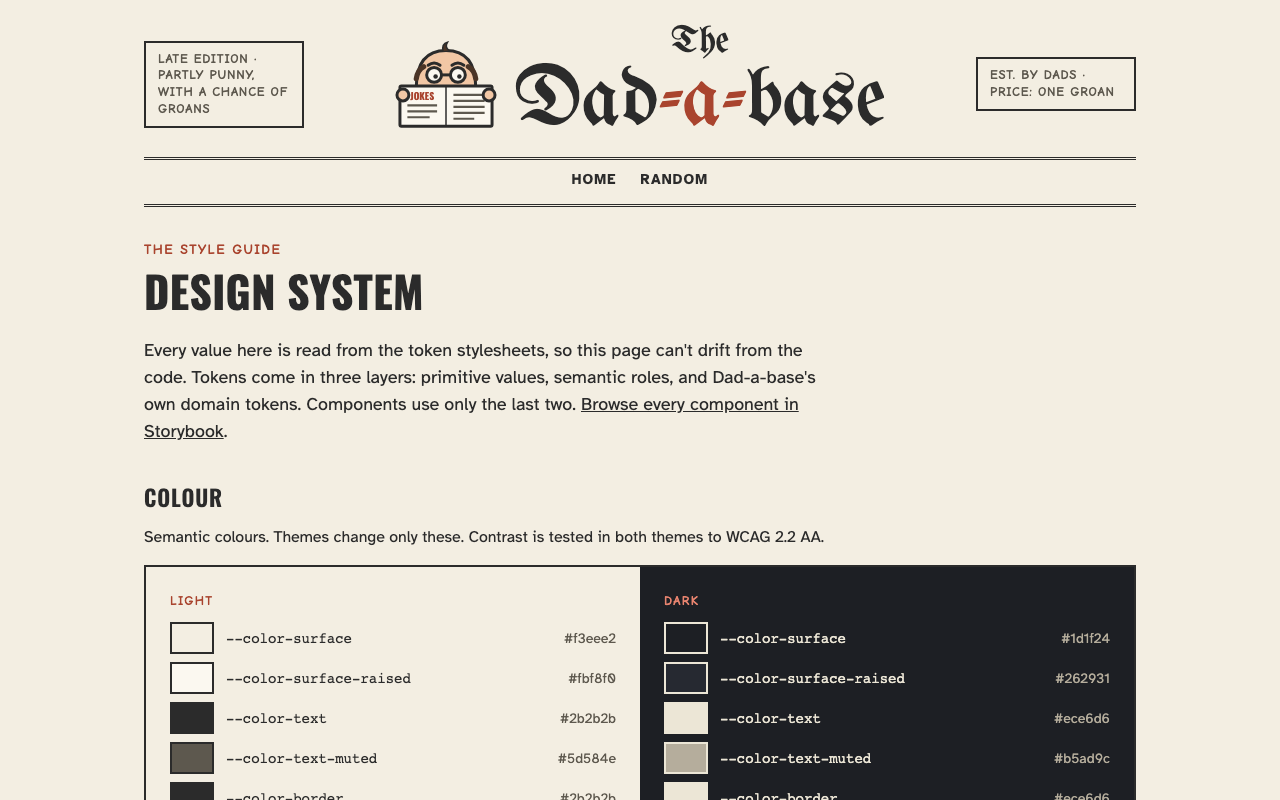 LATE EDITION ·
PARTLY PUNNY,
WITH A CHANCE OF
GROANS
JOKES
The
Dad=a=base
EST. BY DADS ·
PRICE: ONE GROAN
HOME RANDOM
THE STYLE GUIDE
DESIGN SYSTEM
Every value here is read from the token stylesheets, so this page can't drift from the
code. Tokens come in three layers: primitive values, semantic roles, and Dad-a-base's
own domain tokens. Components use only the last two. Browse every component in
Storybook.
COLOUR
Semantic colours. Themes change only these. Contrast is tested in both themes to WCAG 2.2 AA.
LIGHT
--color-surface #f3eee2
--color-surface-raised #fbf8f0
--color-text #2b2b2b
--color-text-muted #5d584e
--color-border #2b2b2b
DARK
--color-surface #1d1f24
--color-surface-raised #262931
--color-text #ece6d6
--color-text-muted #b5ad9c
--color-border #ece6d6